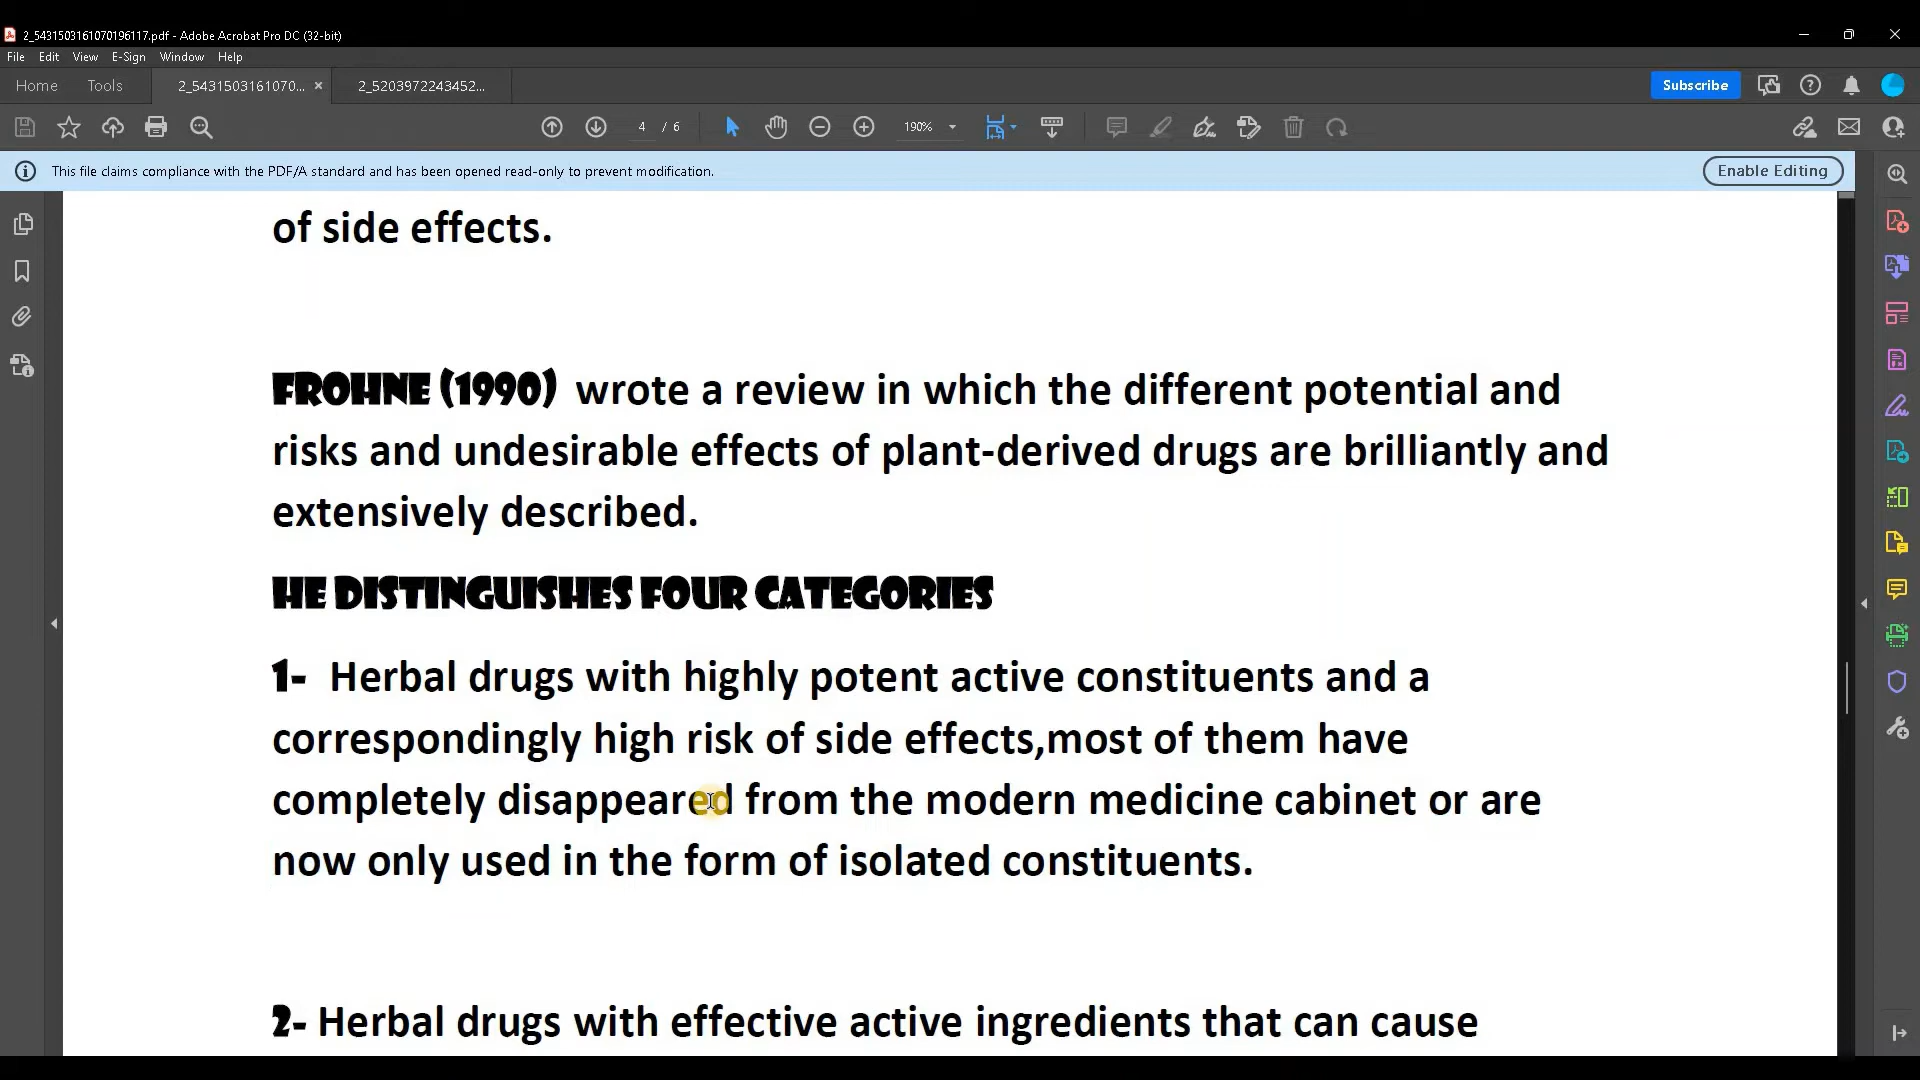 2_5431503161070196117.pdf - Adobe Acrobat Pro DC (32-bit)
File Edit View E-Sign Window Help
Home Tools 2_54315031610​70... 2_5203972243452...
Subscribe
4 / 6 190%
This file claims compliance with the PDF/A standard and has been opened read-only to prevent modification.
Enable Editing
of side effects.
FROHNE (1990) wrote a review in which the different potential and
risks and undesirable effects of plant-derived drugs are brilliantly and
extensively described.
HE DISTINGUISHES FOUR CATEGORIES
1- Herbal drugs with highly potent active constituents and a
correspondingly high risk of side effects,most of them have
completely disappeared from the modern medicine cabinet or are
now only used in the form of isolated constituents.
2- Herbal drugs with effective active ingredients that can cause